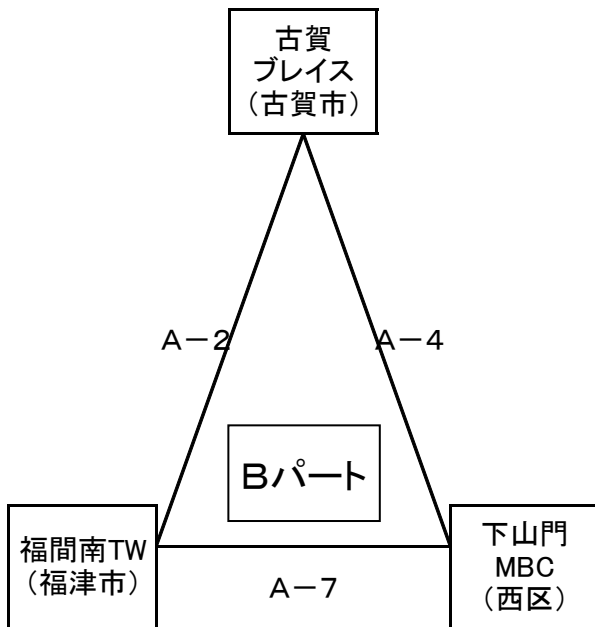 古賀
ブレイス
（古賀市）
A－2
A－4
Bパート
福間南TW
（福津市）
下山門
MBC
（西区）
A－7